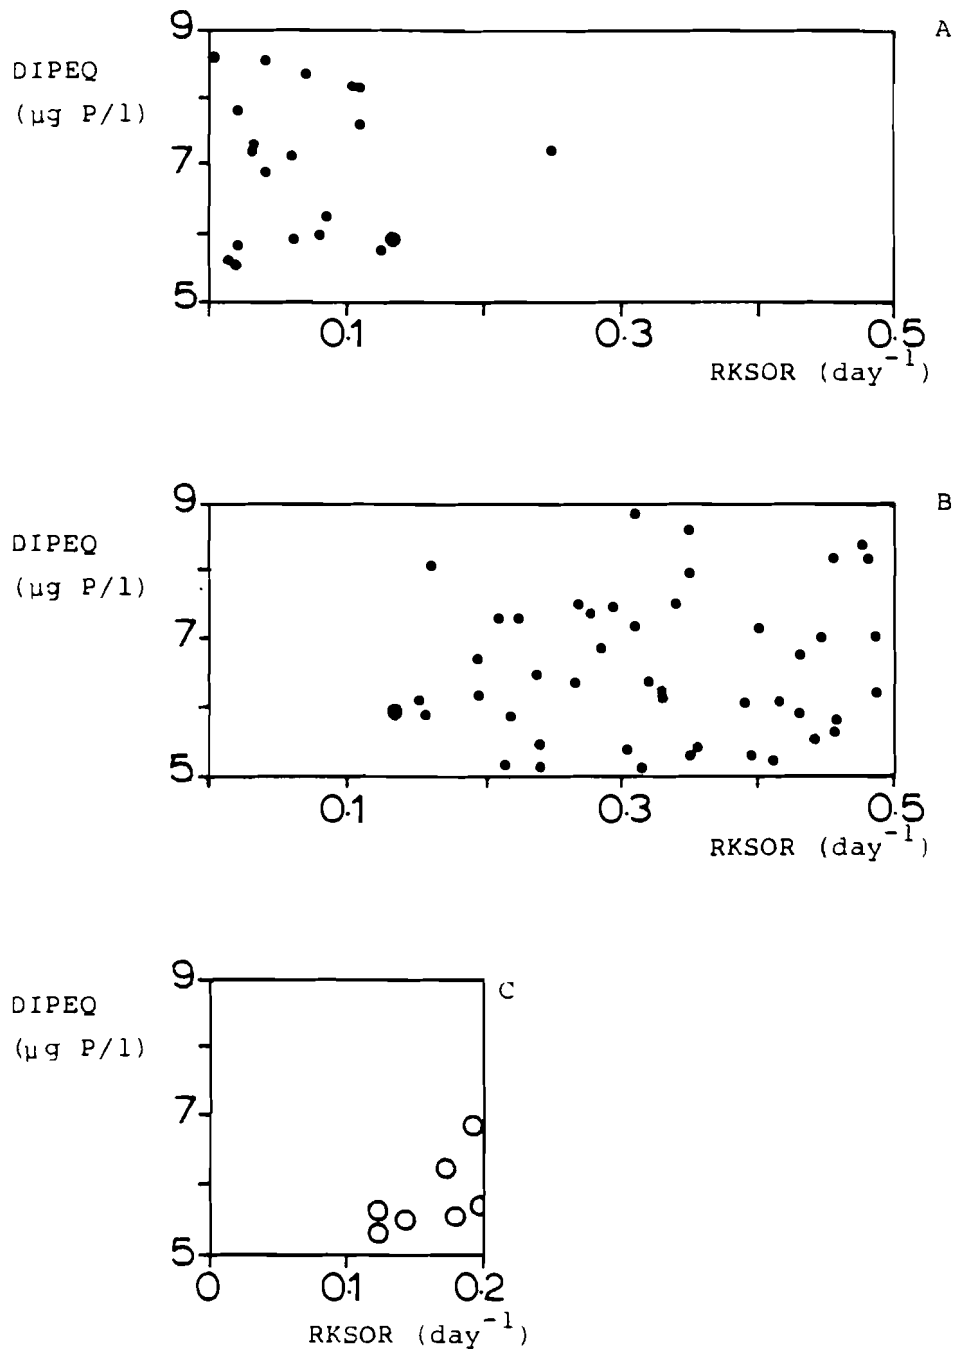 A
9
DIPEQ
(µg P/l)
7
5
0.1 0.3 0.5
RKSOR (day⁻¹)
B
9
DIPEQ
(µg P/l)
7
5
0.1 0.3 0.5
RKSOR (day⁻¹)
C
9
DIPEQ
(µg P/l)
7
5
0 0.1 0.2
RKSOR (day⁻¹)